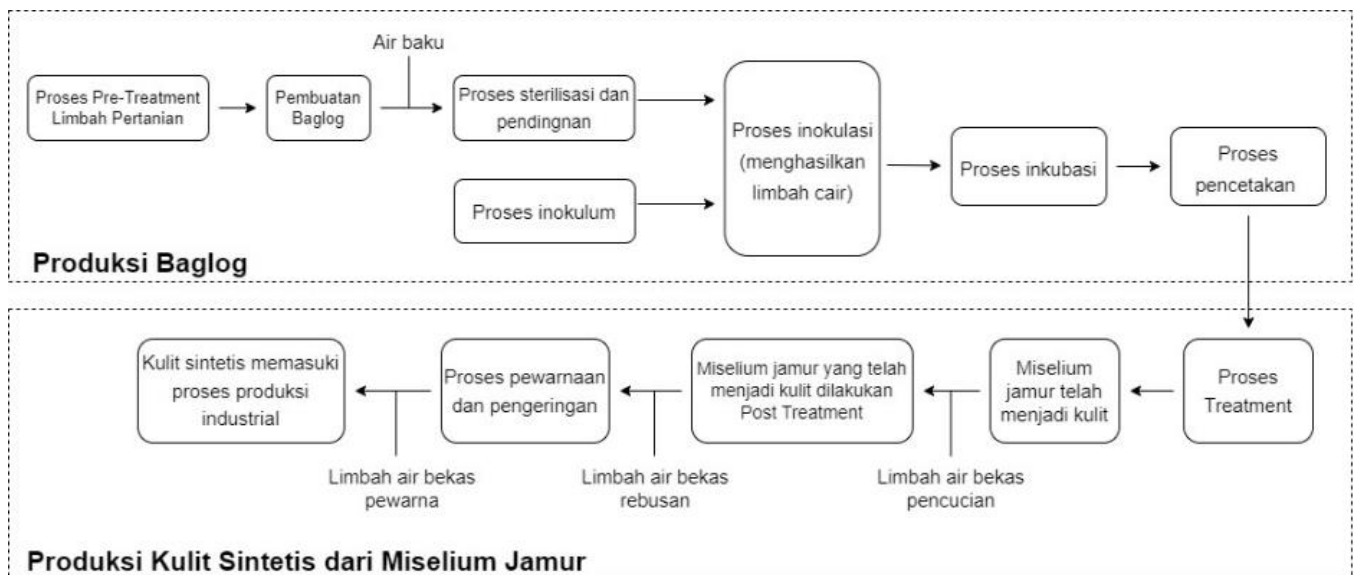 Air baku
Proses Pre-Treatment
Limbah Pertanian
Pembuatan
Baglog
Proses sterilisasi dan
pendingnan
Proses inokulum
Proses inokulasi
(menghasilkan
limbah cair)
Proses inkubasi
Proses
pencetakan
Produksi Baglog
Proses
Treatment
Miselium
jamur telah
menjadi kulit
Limbah air bekas
pencucian
Miselium jamur yang telah
menjadi kulit dilakukan
Post Treatment
Limbah air bekas
rebusan
Proses pewarnaan
dan pengeringan
Limbah air bekas
pewarna
Kulit sintetis memasuki
proses produksi
industrial
Produksi Kulit Sintetis dari Miselium Jamur